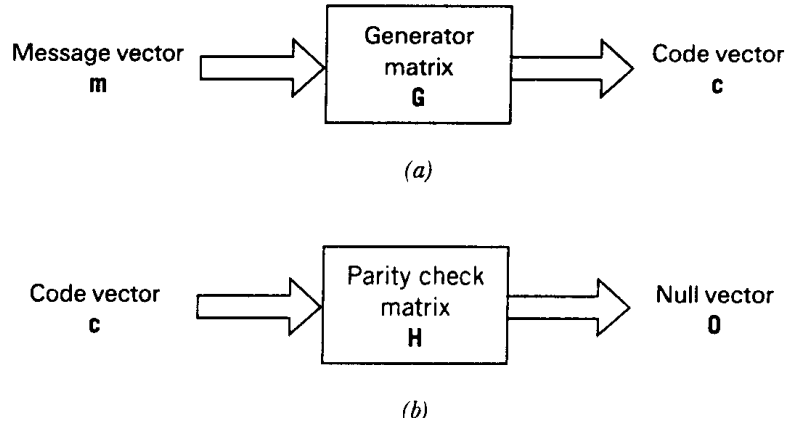 Message vector
m
Generator
matrix
G
Code vector
c
(a)
Code vector
c
Parity check
matrix
H
Null vector
0
(b)